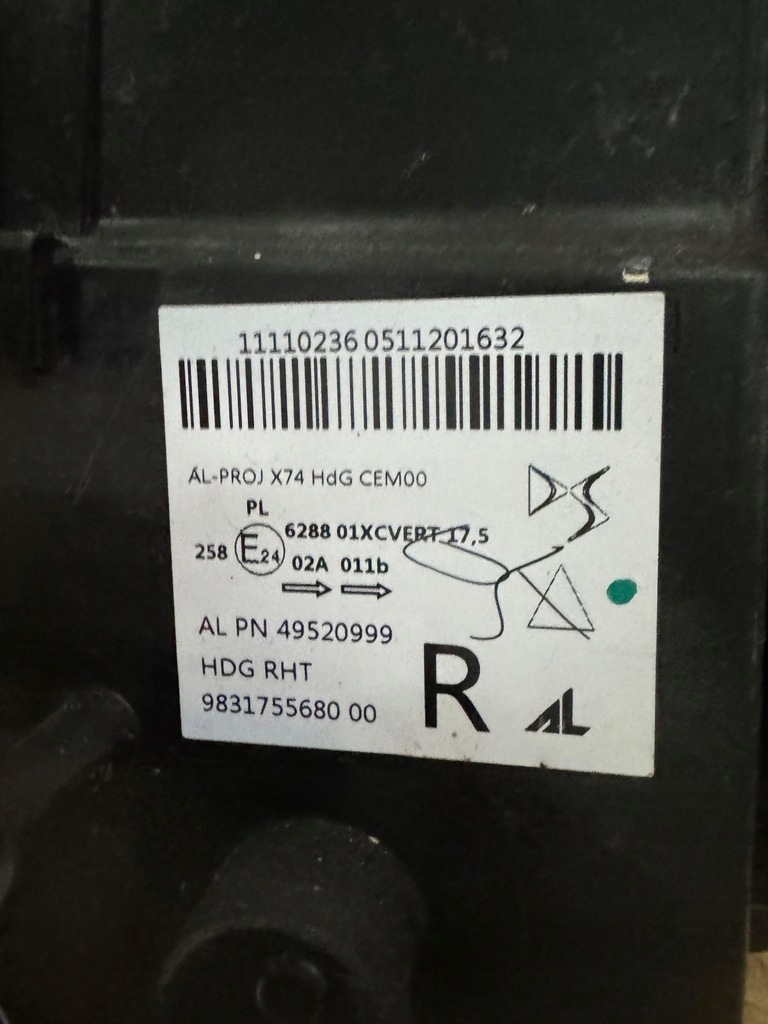 11110236 0511201632
AL-PROJ X74 HdG CEM00
DS
PL
6288 01XCVERT 17,5
258 E24
02A 011b
AL PN 49520999
HDG RHT
9831755680 00
R
AL